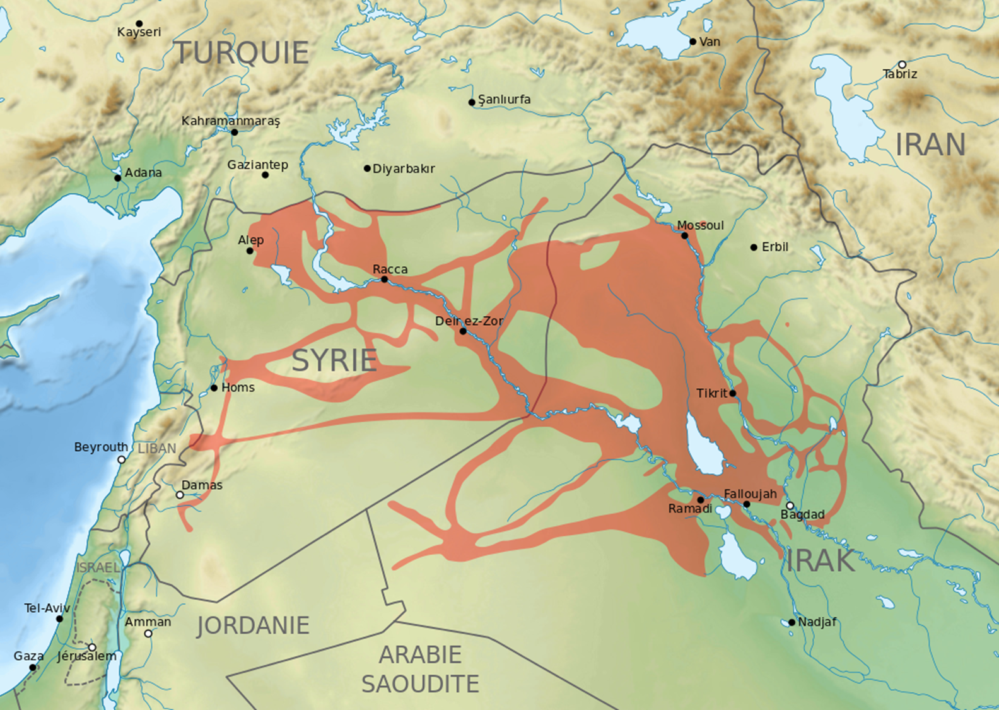 Kayseri
TURQUIE
Van
Tabriz
Şanlıurfa
Kahramanmaraş
IRAN
Gaziantep
Adana
Diyarbakır
Mossoul
Alep
Erbil
Racca
Deir ez-Zor
SYRIE
Homs
Tikrit
Beyrouth
LIBAN
Damas
Falloujah
Ramadi
Bagdad
IRAK
ISRAEL
Tel-Aviv
Amman
JORDANIE
Nadjaf
Gaza
Jérusalem
ARABIE
SAOUDITE